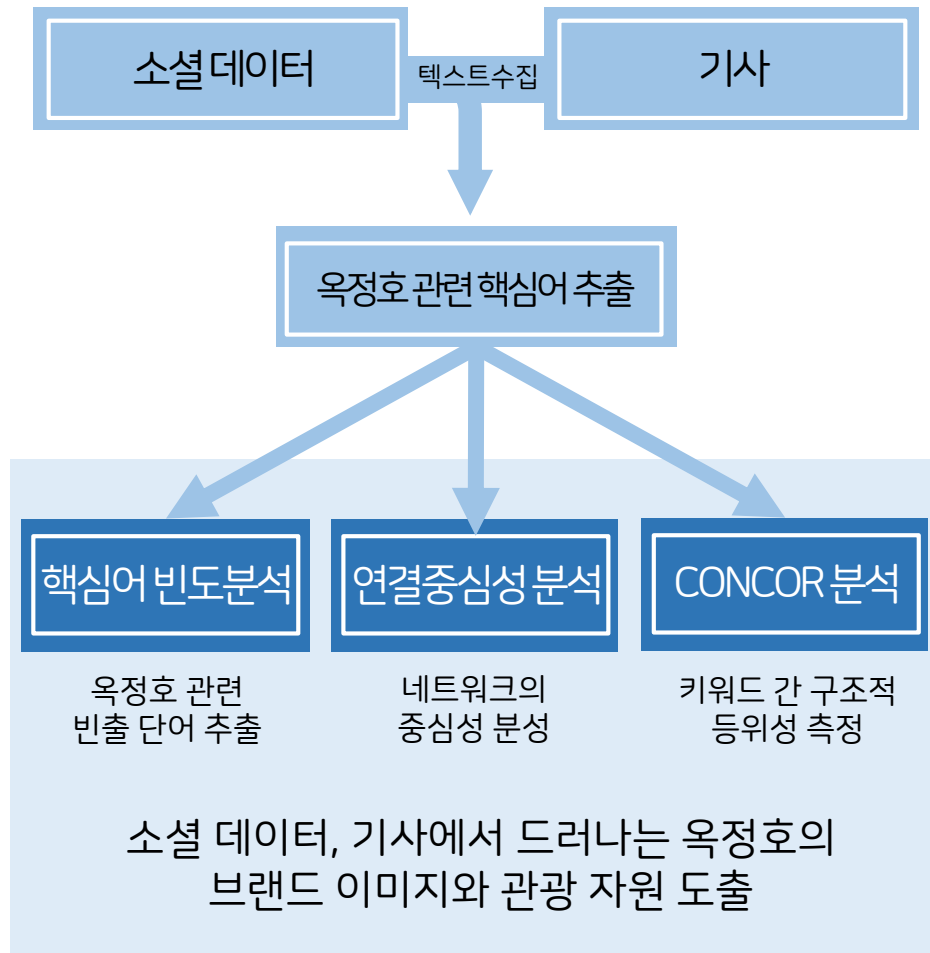 소셜 데이터
텍스트수집
기사
옥정호 관련 핵심어 추출
핵심어 빈도분석
연결중심성 분석
CONCOR 분석
옥정호 관련
빈출 단어 추출
네트워크의
중심성 분성
키워드 간 구조적
등위성 측정
소셜 데이터, 기사에서 드러나는 옥정호의
브랜드 이미지와 관광 자원 도출